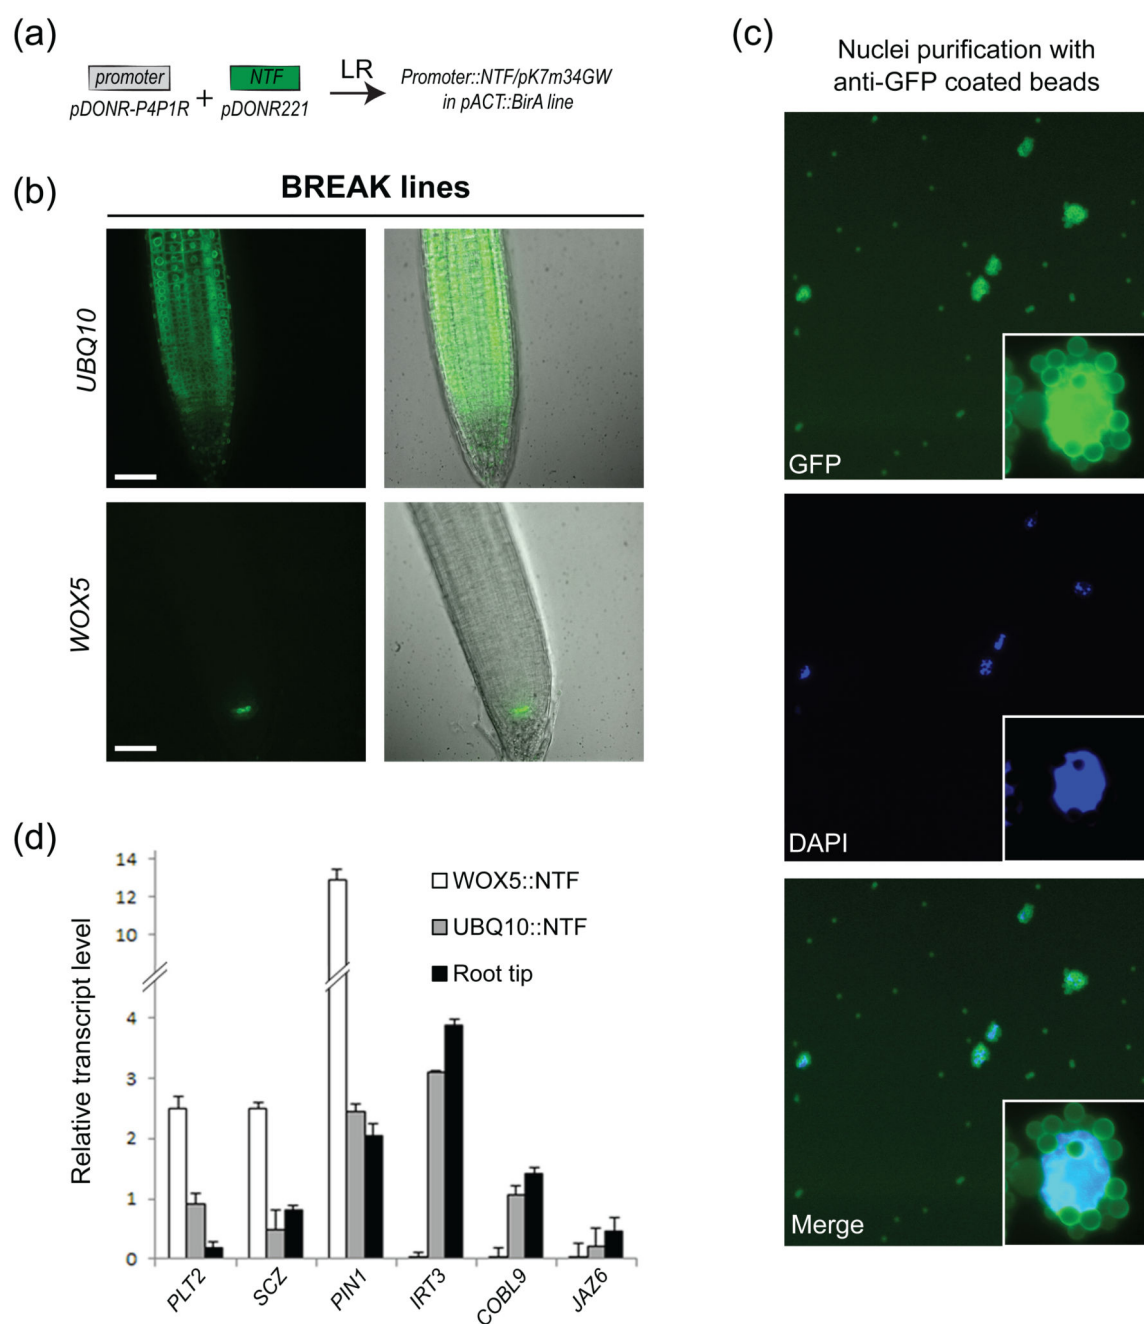 (a)
promoter
pDONR-P4P1R
+
NTF
pDONR221
LR
Promoter::NTF/pK7m34GW
in pACT::BirA line
(b)
BREAK lines
UBQ10
WOX5
(c)
Nuclei purification with
anti-GFP coated beads
GFP
DAPI
Merge
(d)
Relative transcript level
14
12
10
4
3
2
1
0
WOX5::NTF
UBQ10::NTF
Root tip
PLT2
SCZ
PIN1
IRT3
COBL9
JAZ6